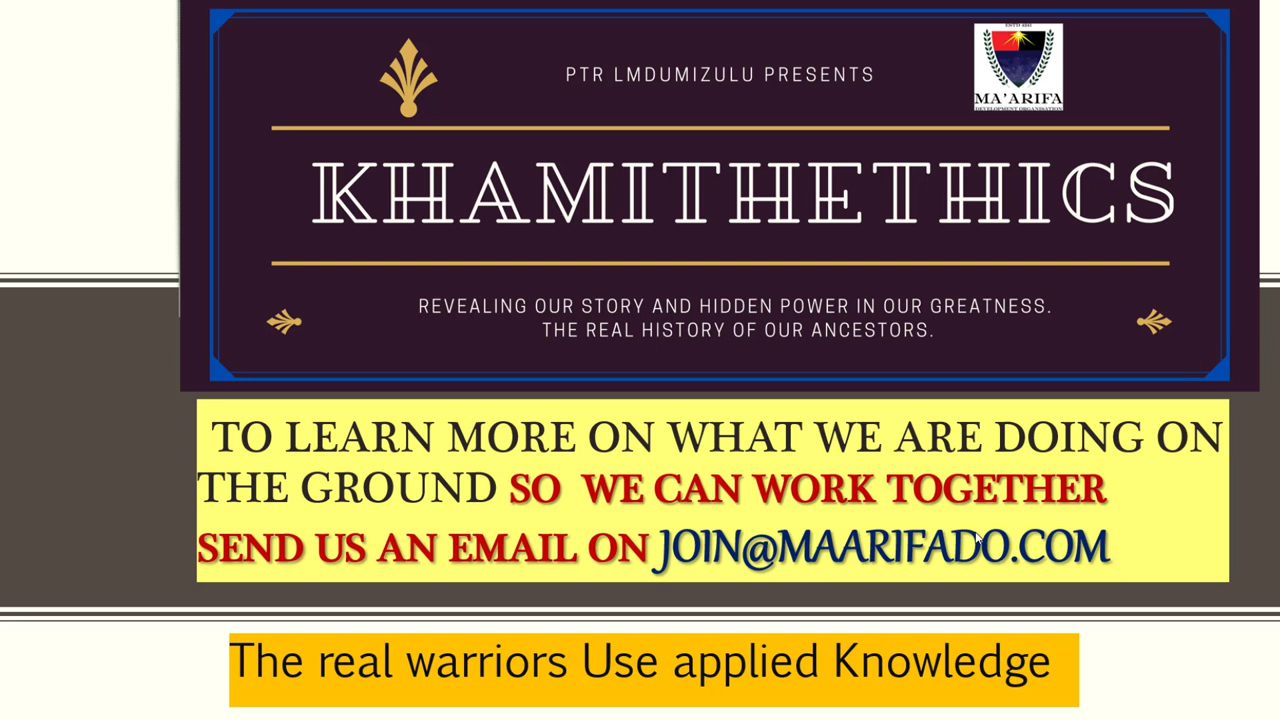 PTR LMDUMIZULU PRESENTS
MA'ARIFA
DEVELOPMENT ORGANISATION
KHAMITHETHICS
REVEALING OUR STORY AND HIDDEN POWER IN OUR GREATNESS.
THE REAL HISTORY OF OUR ANCESTORS.
TO LEARN MORE ON WHAT WE ARE DOING ON
THE GROUND SO WE CAN WORK TOGETHER
SEND US AN EMAIL ON JOIN@MAARIFADO.COM
The real warriors Use applied Knowledge